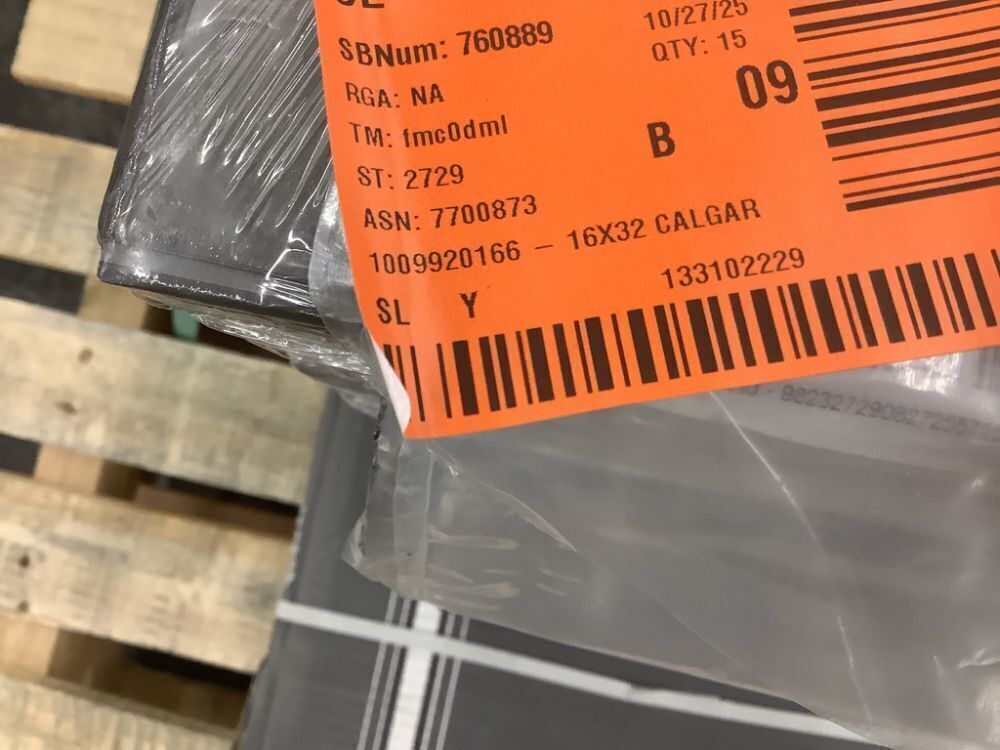 10/27/25
SBNum: 760889
QTY: 15
RGA: NA
09
TM: fmc0dml
B
ST: 2729
ASN: 7700873
1009920166 – 16X32 CALGAR
133102229
SL Y